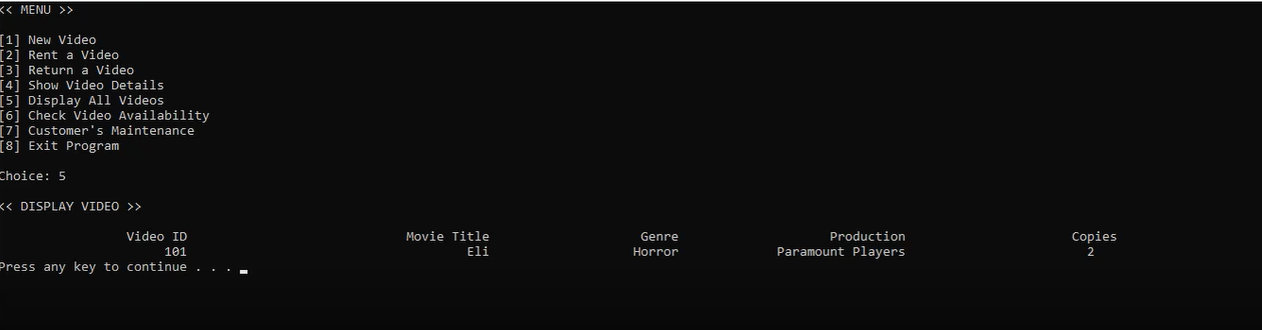 << MENU >>
[1] New Video
[2] Rent a Video
[3] Return a Video
[4] Show Video Details
[5] Display All Videos
[6] Check Video Availability
[7] Customer's Maintenance
[8] Exit Program
Choice: 5
<< DISPLAY VIDEO >>
Video ID Movie Title Genre Production Copies
101 Eli Horror Paramount Players 2
Press any key to continue . . .